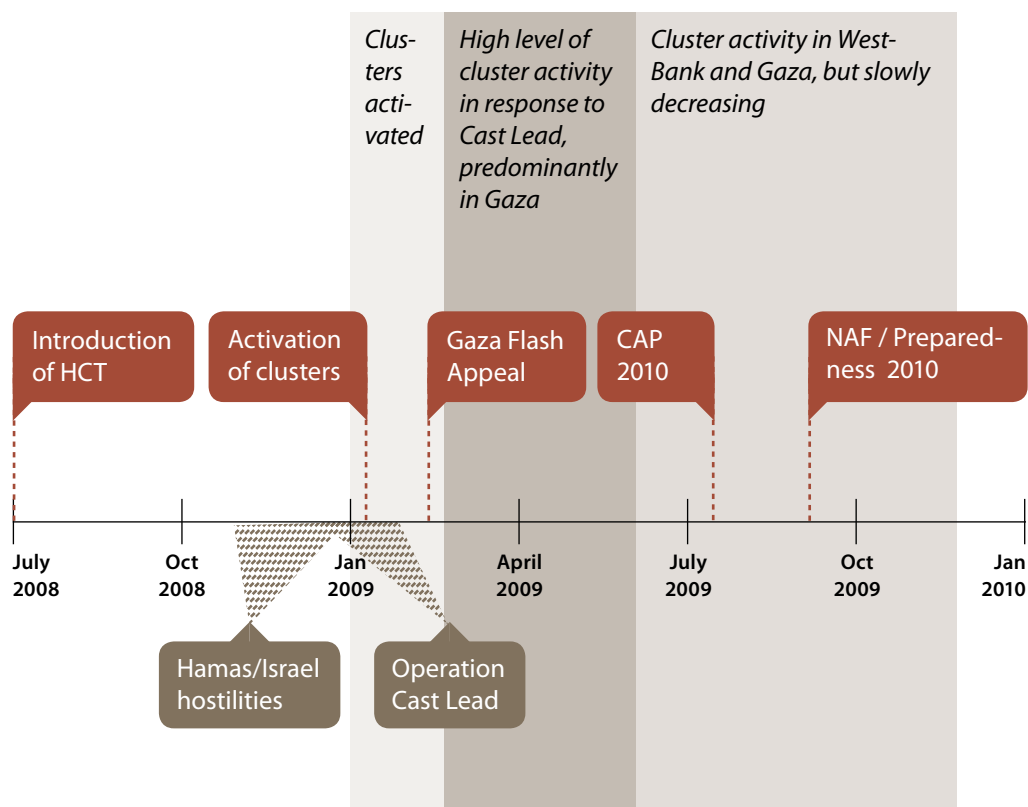 Clus-
ters
acti-
vated
High level of
cluster activity
in response to
Cast Lead,
predominantly
in Gaza
Cluster activity in West-
Bank and Gaza, but slowly
decreasing
Introduction
of HCT
Activation
of clusters
Gaza Flash
Appeal
CAP
2010
NAF / Prepared-
ness 2010
July
2008
Oct
2008
Jan
2009
April
2009
July
2009
Oct
2009
Jan
2010
Hamas/Israel
hostilities
Operation
Cast Lead